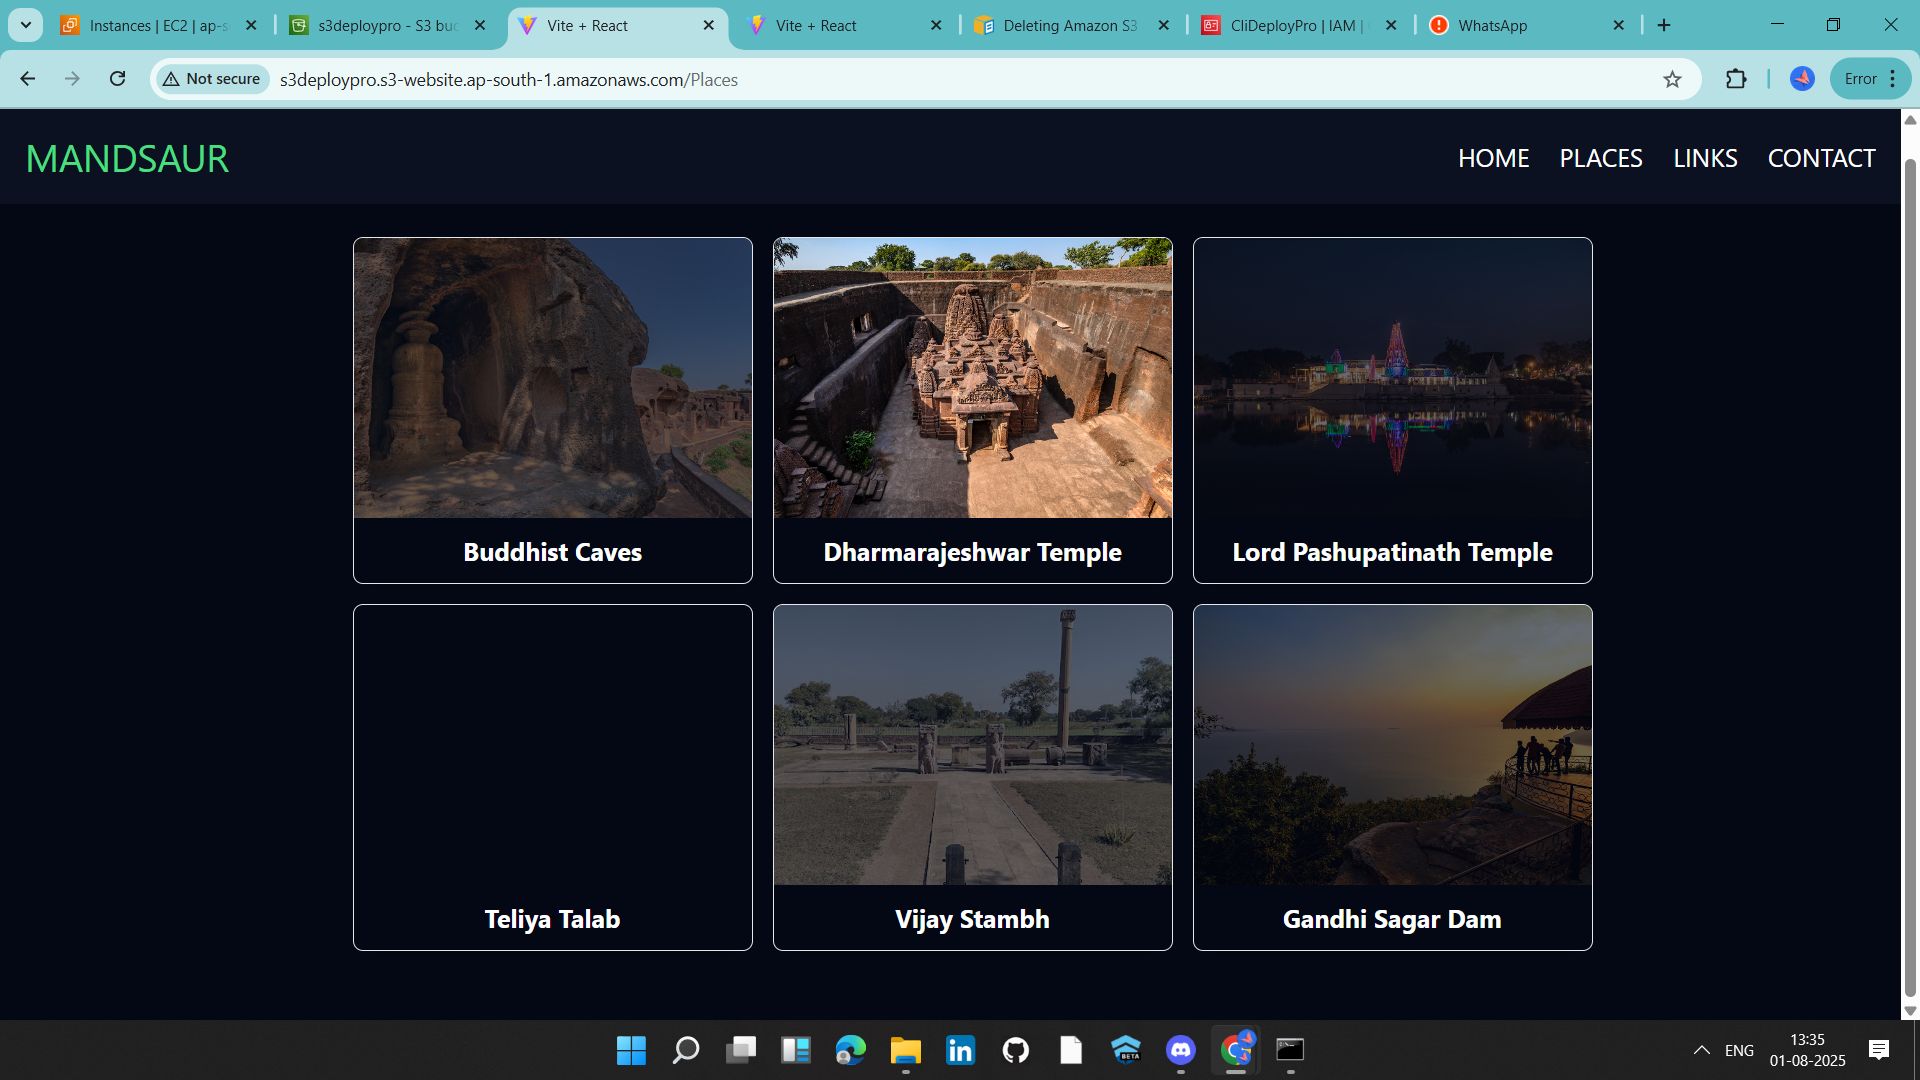 Instances | EC2 | ap-s
s3deploypro - S3 buc
Vite + React
Vite + React
Deleting Amazon S3
CliDeployPro | IAM |
WhatsApp
Not secure
s3deploypro.s3-website.ap-south-1.amazonaws.com/Places
Error
MANDSAUR
HOME
PLACES
LINKS
CONTACT
Buddhist Caves
Dharmarajeshwar Temple
Lord Pashupatinath Temple
Teliya Talab
Vijay Stambh
Gandhi Sagar Dam
BETA
ENG
13:35
01-08-2025